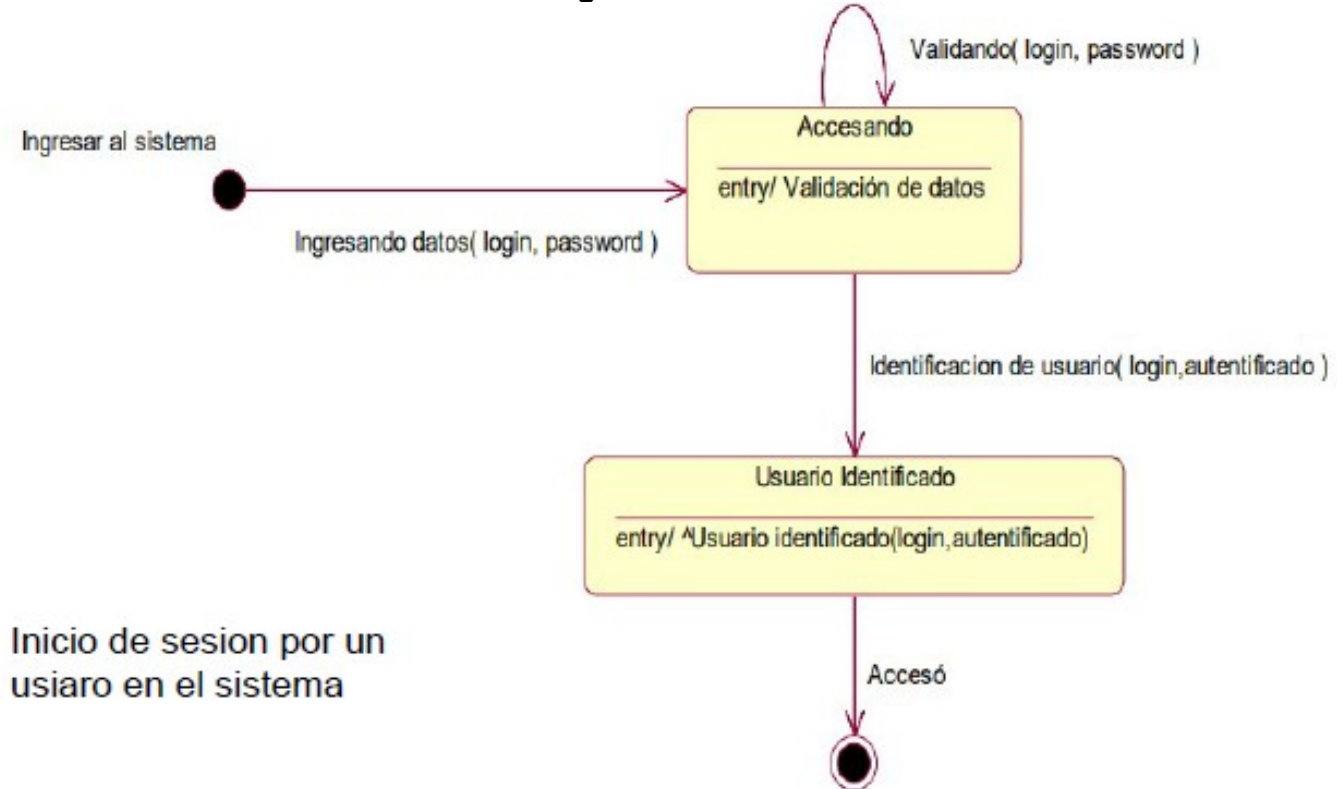 Validando( login, password )
Accesando
Ingresar al sistema
entry/ Validación de datos
Ingresando datos( login, password )
Identificacion de usuario( login,autentificado )
Usuario Identificado
entry/ ^Usuario identificado(login,autentificado)
Inicio de sesion por un
usiaro en el sistema
Accesó